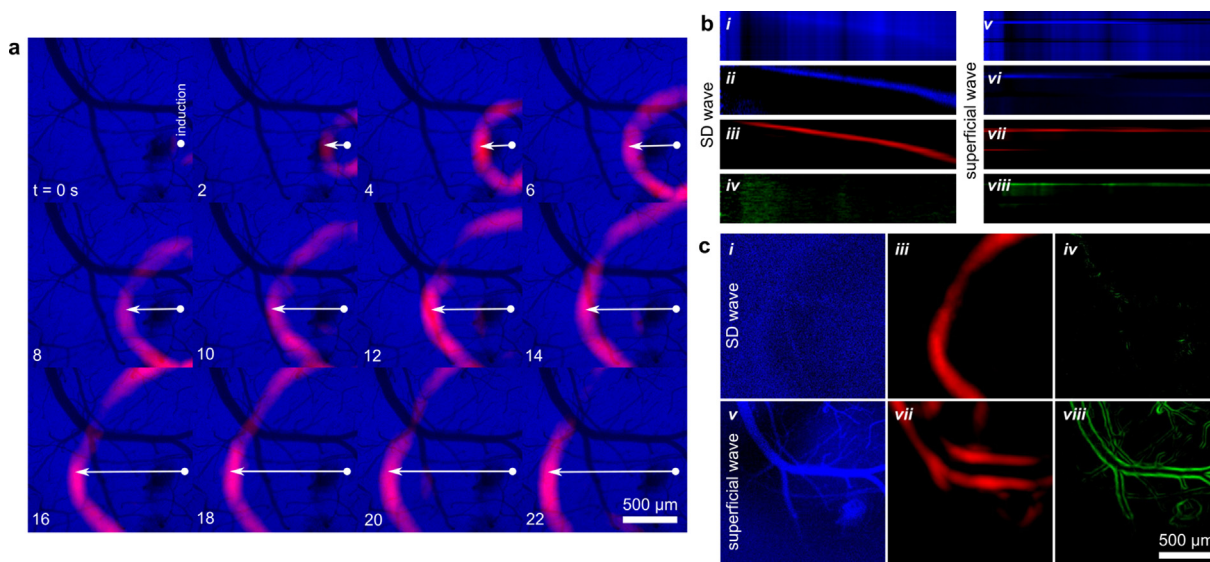 a
induction
t = 0 s
2
4
6
8
10
12
14
16
18
20
22
500 µm
b
SD wave
i
ii
iii
iv
superficial wave
v
vi
vii
viii
c
SD wave
i
iii
iv
superficial wave
v
vii
viii
500 µm